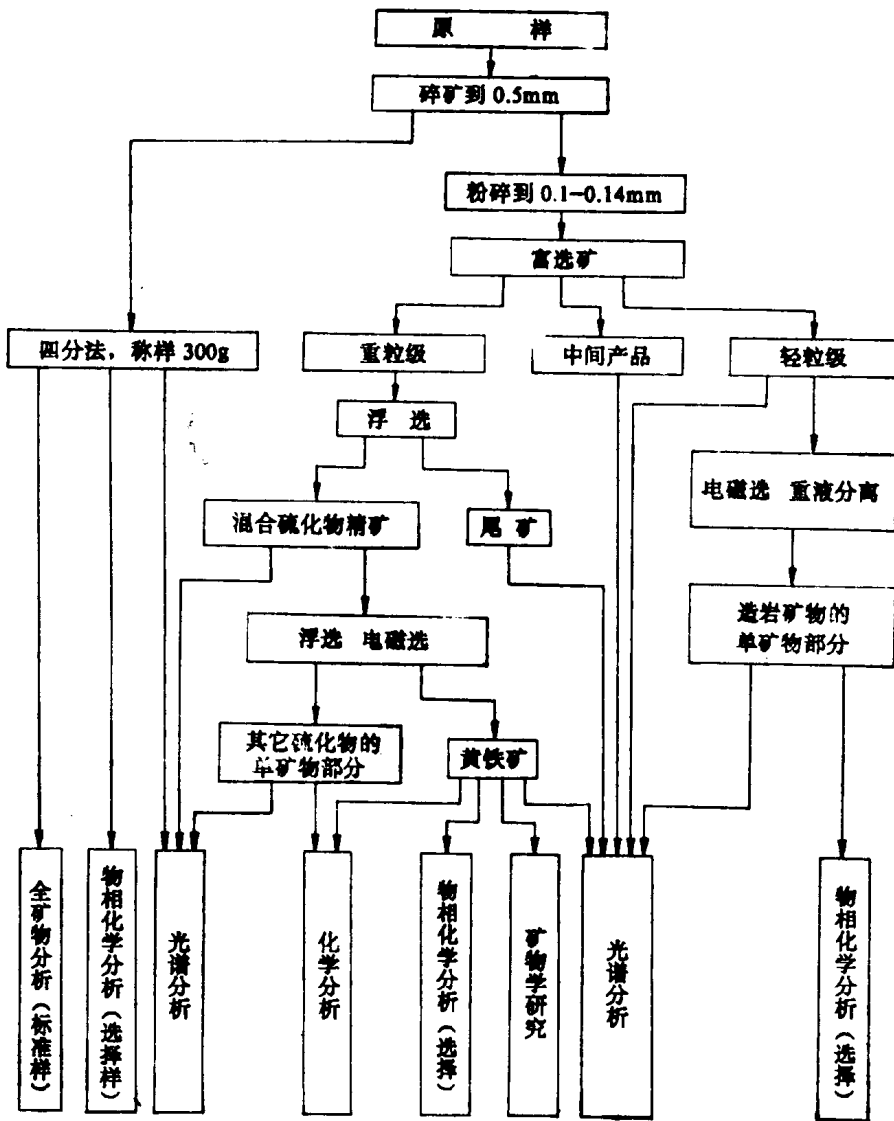 原 样
碎矿到 0.5mm
粉碎到 0.1-0.14mm
富选矿
四分法，称样 300g
重粒级
中间产品
轻粒级
浮 选
电磁选 重液分离
混合硫化物精矿
尾 矿
造岩矿物的
单矿物部分
浮选 电磁选
其它硫化物的
单矿物部分
黄铁矿
全矿物分析（标准样）
物相化学分析（选择样）
光谱分析
化学分析
物相化学分析（选择）
矿物学研究
光谱分析
物相化学分析（选择）